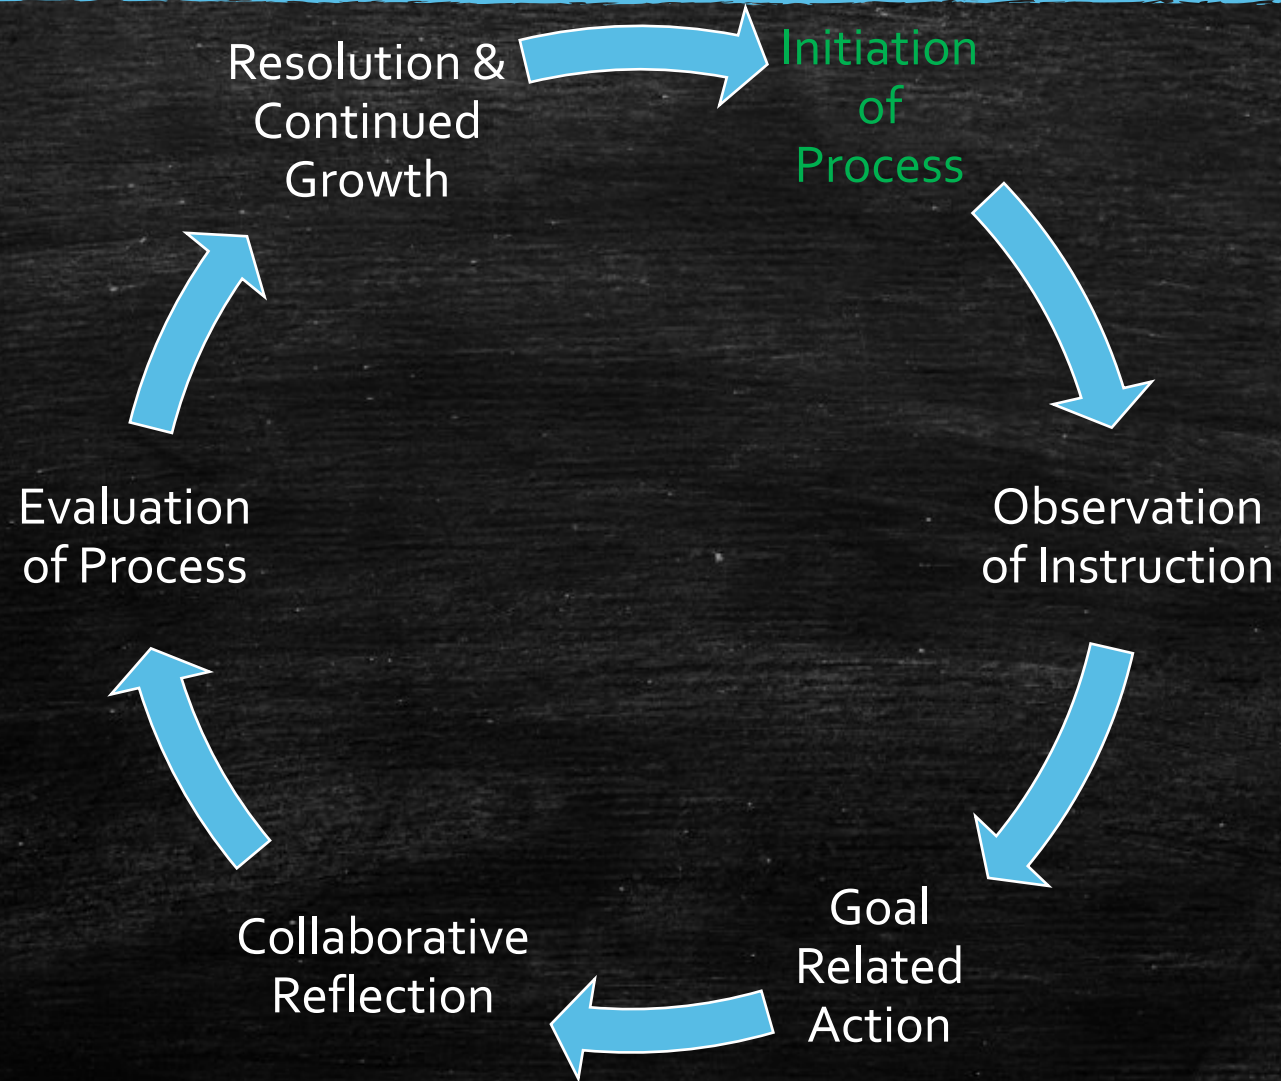 Initiation
of
Process
Observation
of Instruction
Goal
Related
Action
Collaborative
Reflection
Evaluation
of Process
Resolution &
Continued
Growth